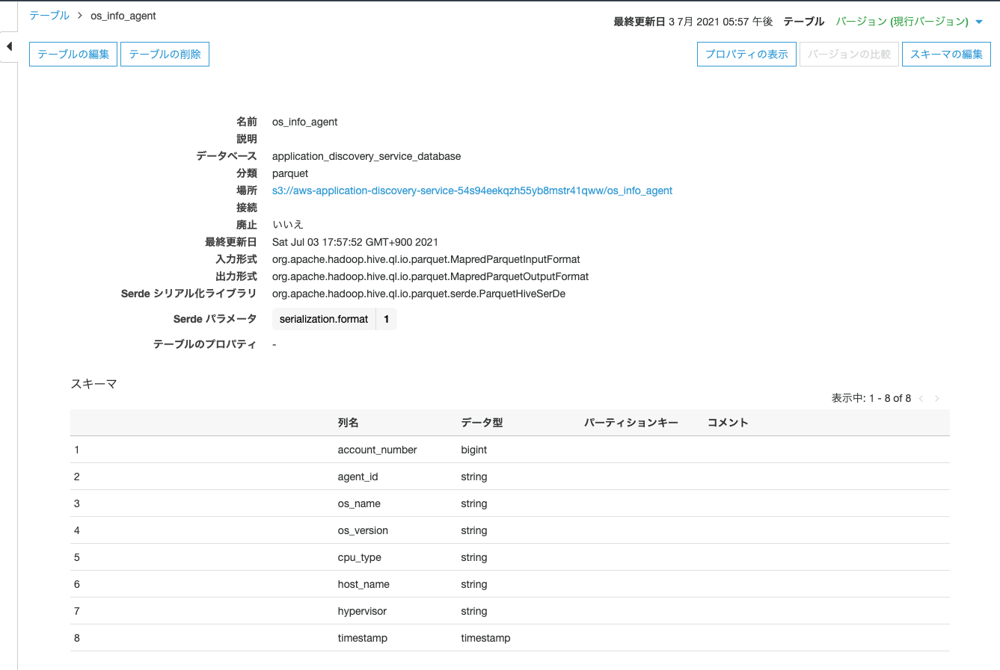 テーブル > os_info_agent
最終更新日 3 7月 2021 05:57 午後 テーブル バージョン (現行バージョン)
テーブルの編集 テーブルの削除 プロパティの表示 バージョンの比較 スキーマの編集
名前 os_info_agent
説明
データベース application_discovery_service_database
分類 parquet
場所 s3://aws-application-discovery-service-54s94eekqzh55yb8mstr41qww/os_info_agent
接続
廃止 いいえ
最終更新日 Sat Jul 03 17:57:52 GMT+900 2021
入力形式 org.apache.hadoop.hive.ql.io.parquet.MapredParquetInputFormat
出力形式 org.apache.hadoop.hive.ql.io.parquet.MapredParquetOutputFormat
Serde シリアル化ライブラリ org.apache.hadoop.hive.ql.io.parquet.serde.ParquetHiveSerDe
Serde パラメータ serialization.format 1
テーブルのプロパティ -
スキーマ
表示中: 1 - 8 of 8 < >
列名 データ型 パーティションキー コメント
1 account_number bigint
2 agent_id string
3 os_name string
4 os_version string
5 cpu_type string
6 host_name string
7 hypervisor string
8 timestamp timestamp